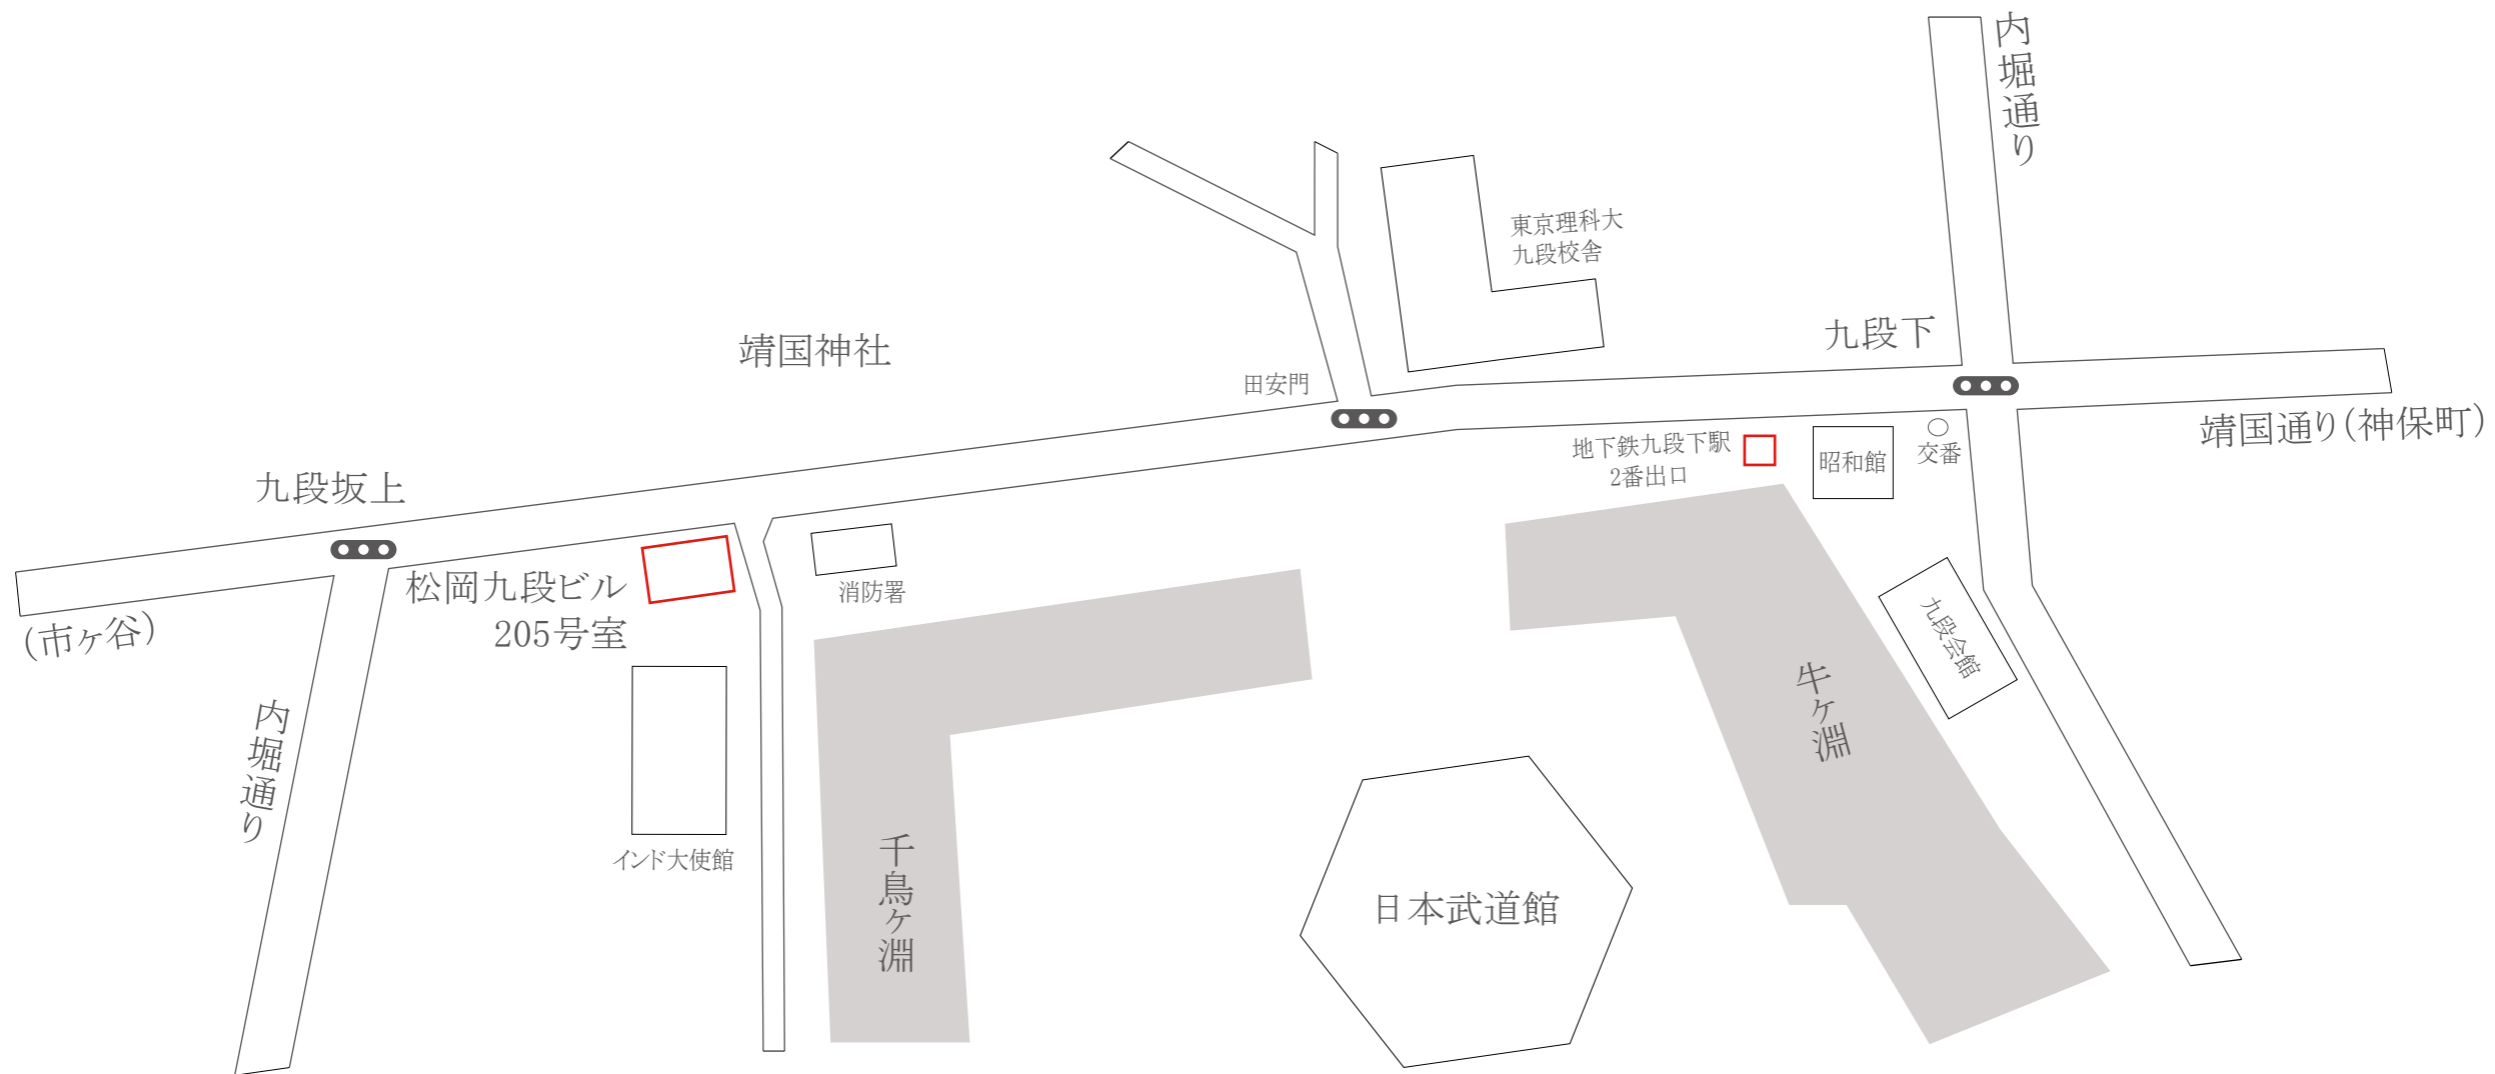 内堀通り
東京理科大
九段校舎
九段下
靖国神社
田安門
靖国通り(神保町)
地下鉄九段下駅
2番出口
昭和館
交番
九段坂上
松岡九段ビル
205号室
消防署
(市ヶ谷)
九段会館
牛ヶ淵
内堀通り
インド大使館
千鳥ヶ淵
日本武道館